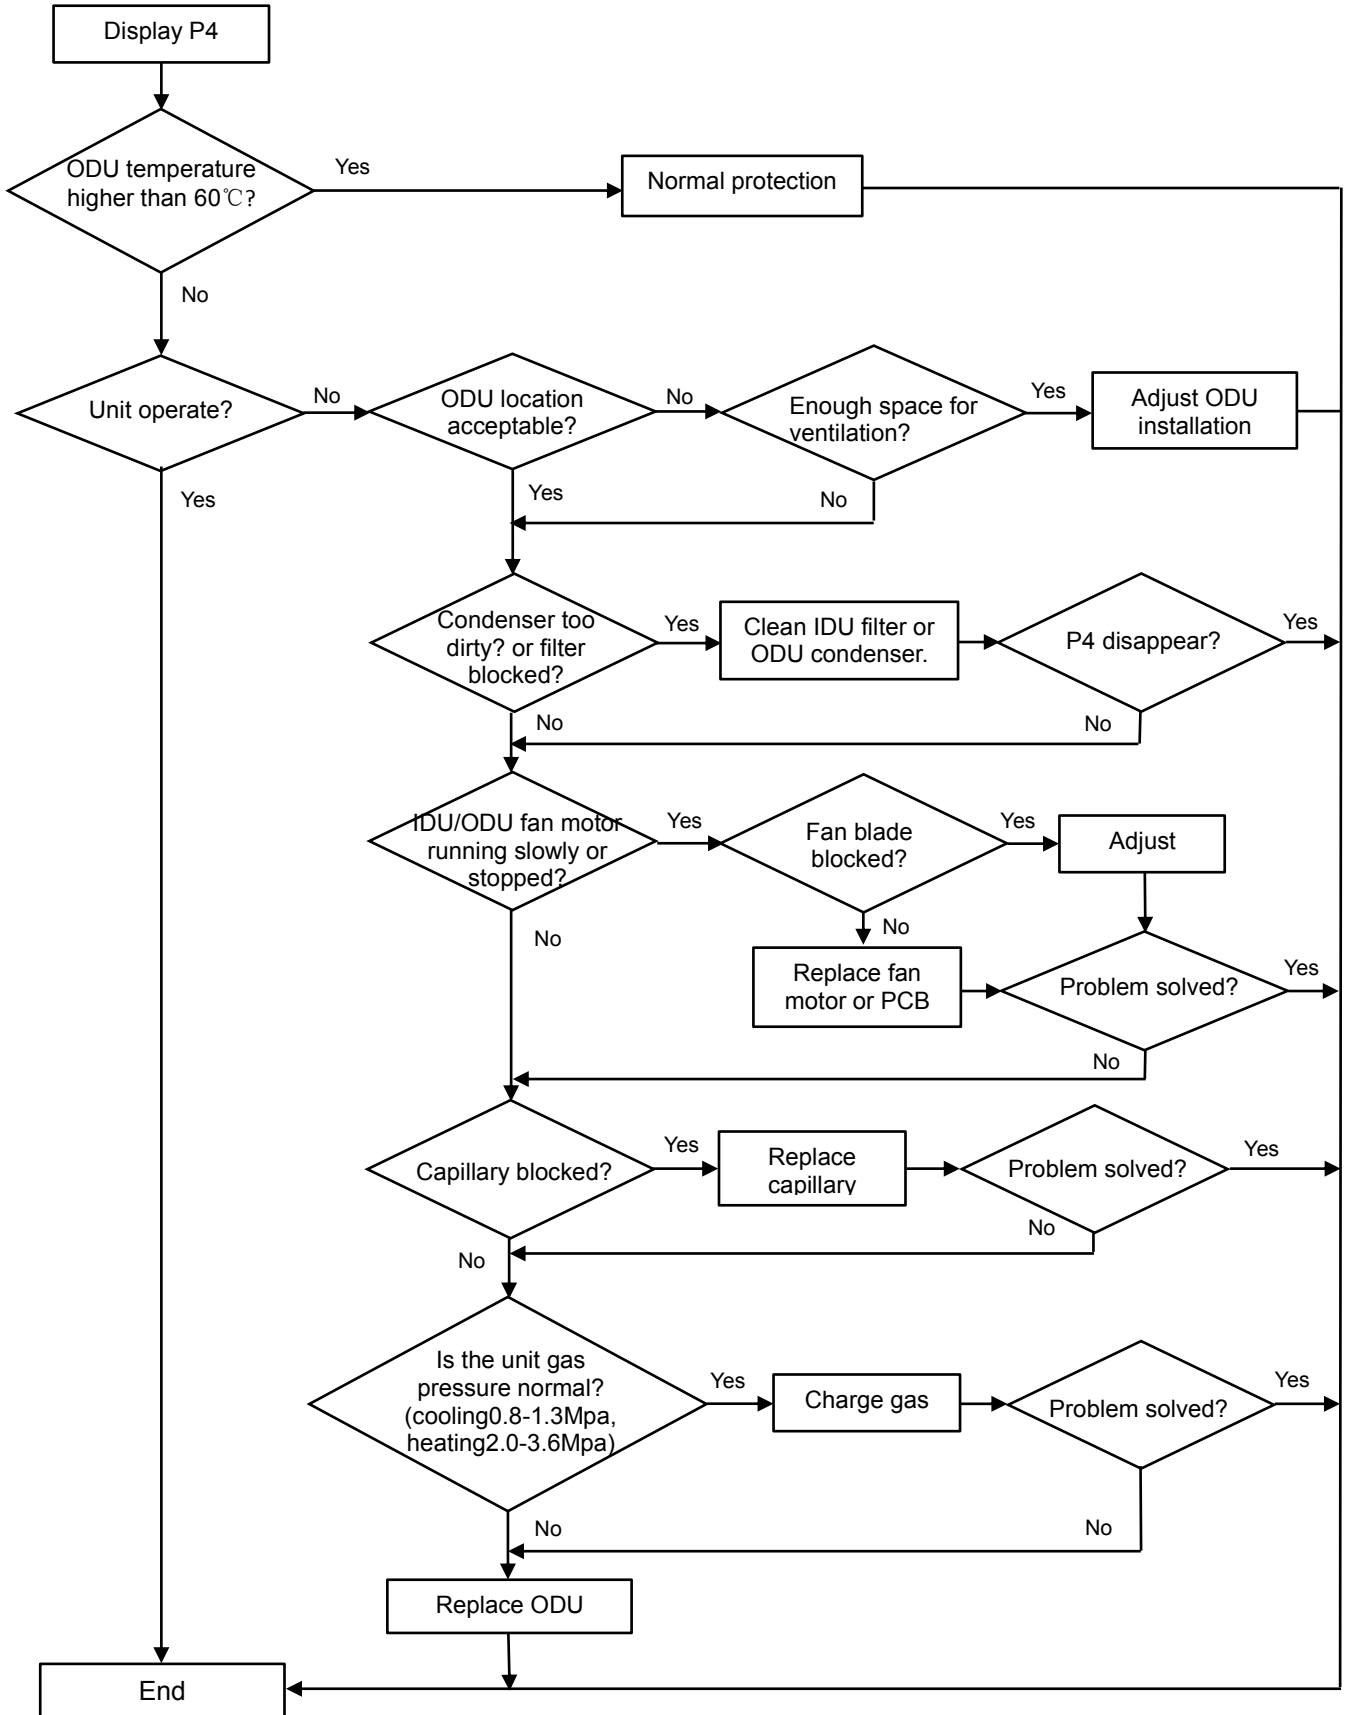 Display P4
ODU temperature
higher than 60℃?
Yes
Normal protection
No
Unit operate?
No
ODU location
acceptable?
No
Enough space for
ventilation?
Yes
Adjust ODU
installation
Yes
Yes
No
Condenser too
dirty? or filter
blocked?
Yes
Clean IDU filter or
ODU condenser.
P4 disappear?
Yes
No
No
IDU/ODU fan motor
running slowly or
stopped?
Yes
Fan blade
blocked?
Yes
Adjust
No
No
Replace fan
motor or PCB
Problem solved?
Yes
No
Capillary blocked?
Yes
Replace
capillary
Problem solved?
Yes
No
No
Is the unit gas
pressure normal?
(cooling0.8-1.3Mpa,
heating2.0-3.6Mpa)
Yes
Charge gas
Problem solved?
Yes
No
No
Replace ODU
End